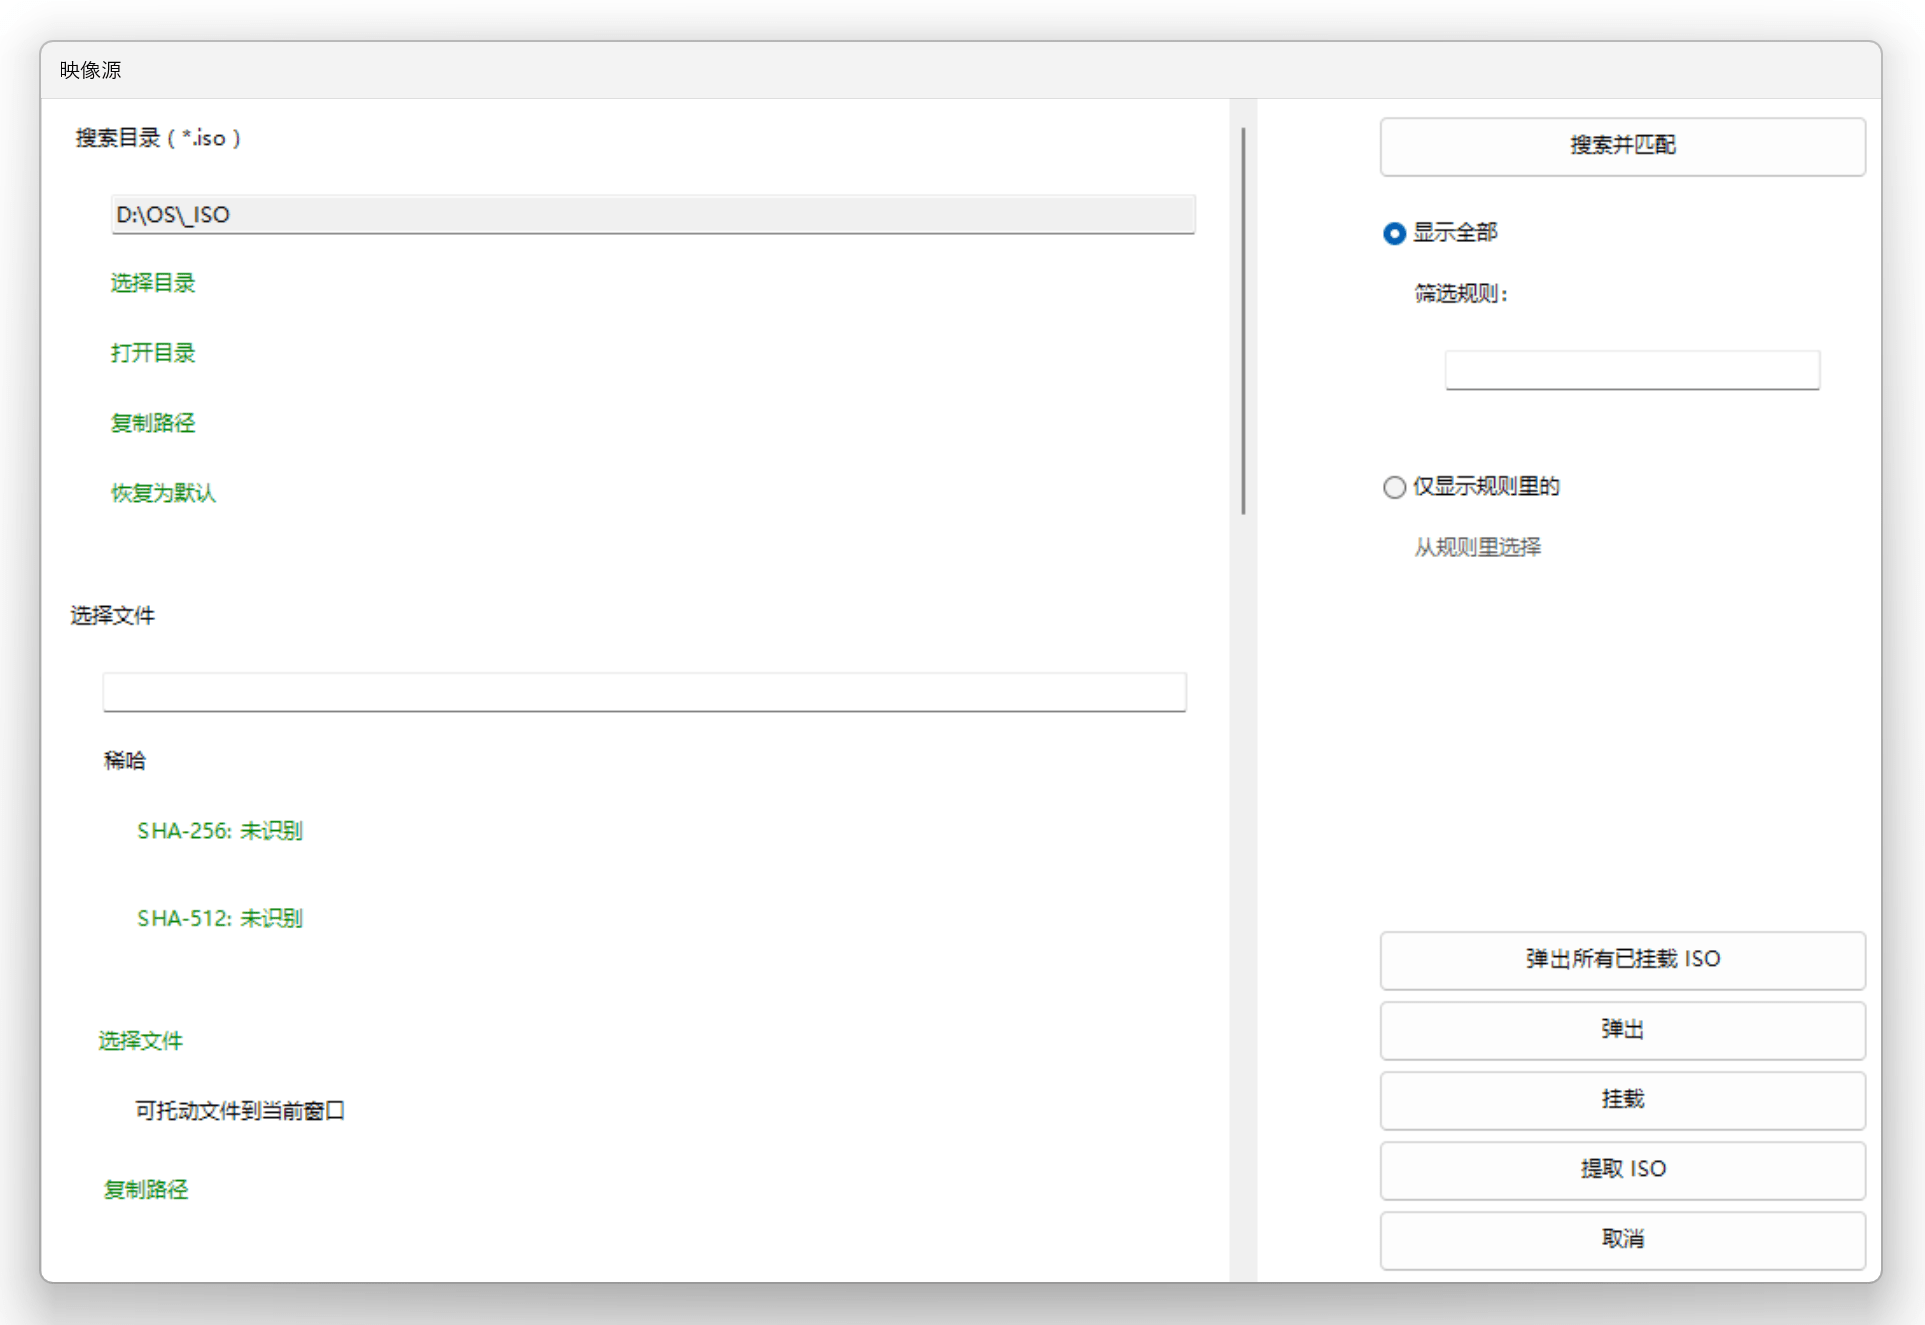 映像源
搜索目录 ( *.iso )
D:\OS\_ISO
选择目录
打开目录
复制路径
恢复为默认
选择文件
稀哈
SHA-256: 未识别
SHA-512: 未识别
选择文件
可托动文件到当前窗口
复制路径
搜索并匹配
显示全部
筛选规则:
仅显示规则里的
从规则里选择
弹出所有已挂载 ISO
弹出
挂载
提取 ISO
取消